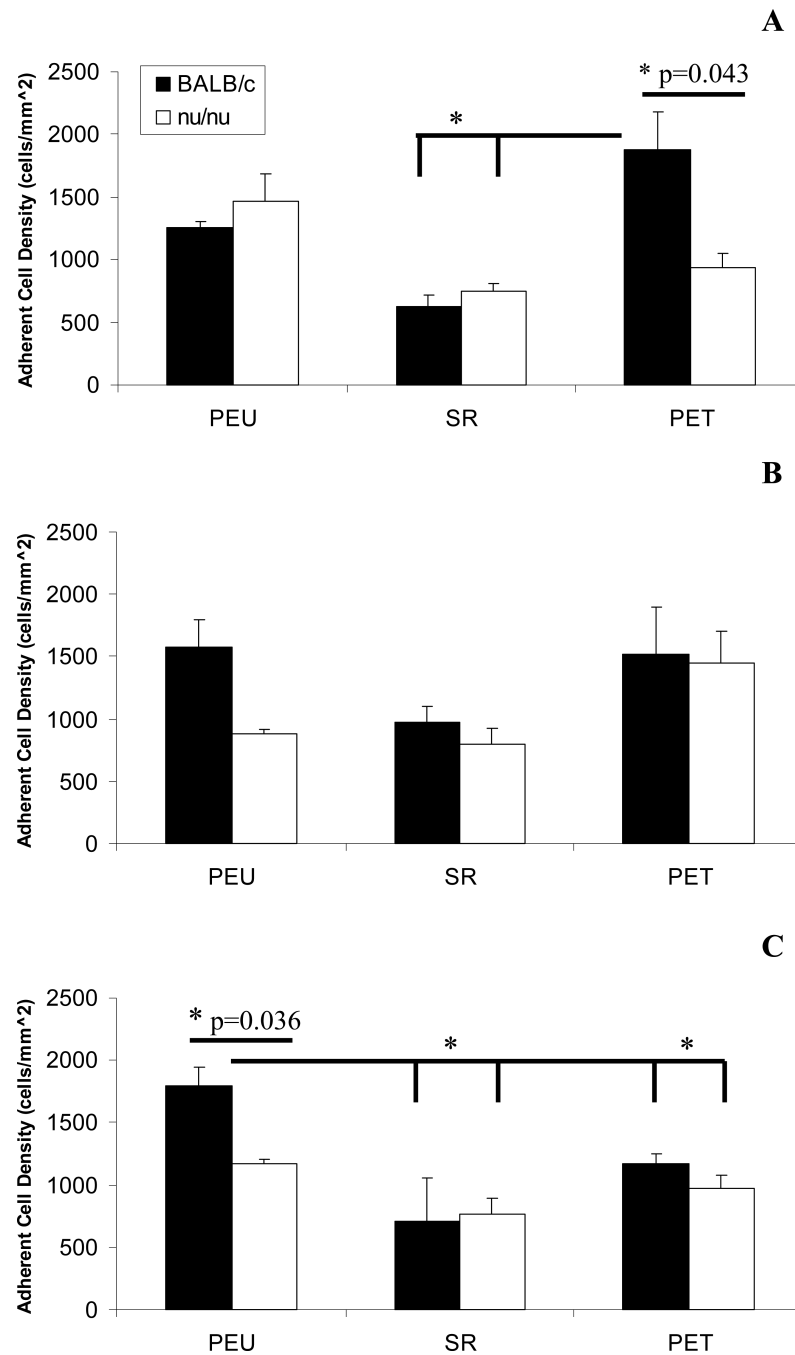 A
Adherent Cell Density (cells/mm^2)
2500
2000
1500
1000
500
0
BALB/c
nu/nu
*
* p=0.043
PEU SR PET
B
Adherent Cell Density (cells/mm^2)
2500
2000
1500
1000
500
0
PEU SR PET
C
Adherent Cell Density (cells/mm^2)
2500
2000
1500
1000
500
0
* p=0.036
* *
PEU SR PET